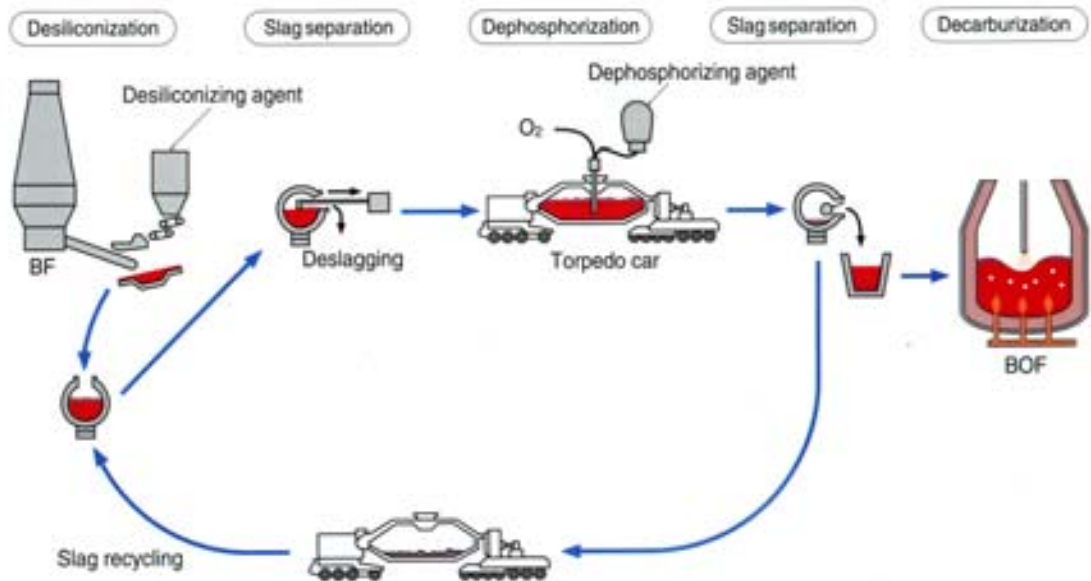 Desiliconization
Slag separation
Dephosphorization
Slag separation
Decarburization
Desiliconizing agent
Dephosphorizing agent
O₂
BF
Deslagging
Torpedo car
BOF
Slag recycling